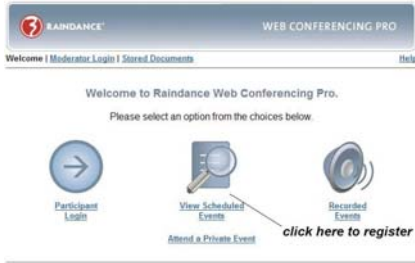 RAINDANCE
WEB CONFERENCING PRO
Welcome | Moderator Login | Stored Documents
Help
Welcome to Raindance Web Conferencing Pro.
Please select an option from the choices below.
Participant
Login
View Scheduled
Events
Recorded
Events
click here to register
Attend a Private Event